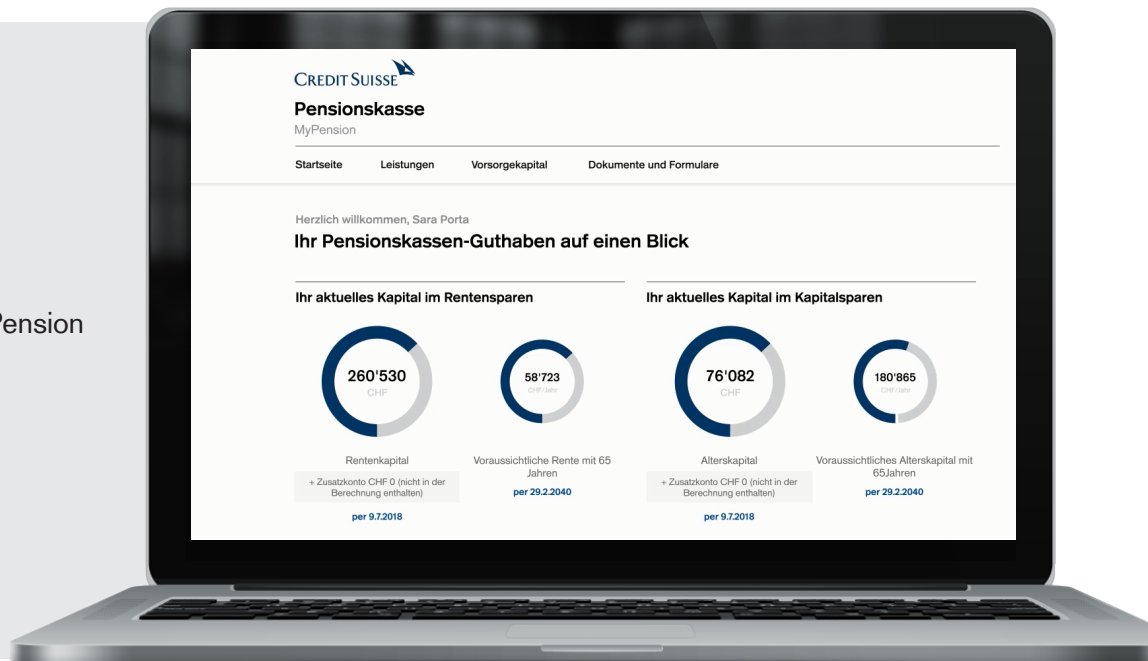 Pension
CREDIT SUISSE
Pensionskasse
MyPension
Startseite Leistungen Vorsorgekapital Dokumente und Formulare
Herzlich willkommen, Sara Porta
Ihr Pensionskassen-Guthaben auf einen Blick
Ihr aktuelles Kapital im Rentensparen
260'530
CHF
Rentenkapital
+ Zusatzkonto CHF 0 (nicht in der
Berechnung enthalten)
per 9.7.2018
58'723
CHF/Jahr
Voraussichtliche Rente mit 65
Jahren
per 29.2.2040
Ihr aktuelles Kapital im Kapitalsparen
76'082
CHF
Alterskapital
+ Zusatzkonto CHF 0 (nicht in der
Berechnung enthalten)
per 9.7.2018
180'865
CHF/Jahr
Voraussichtliches Alterskapital mit
65Jahren
per 29.2.2040